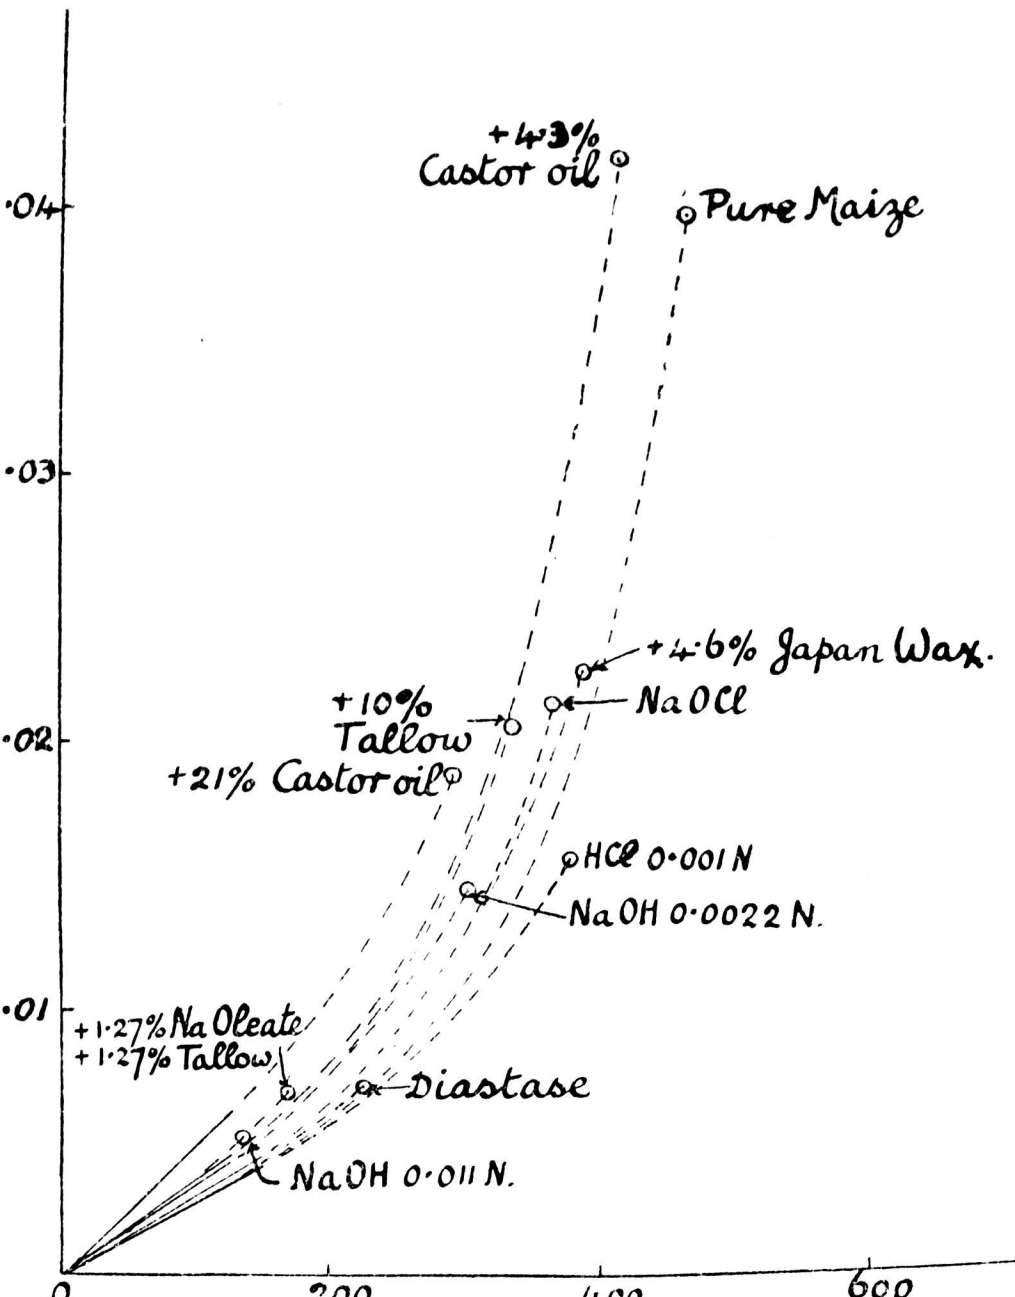 +4.3%
Castor oil
·04
Pure Maize
·03
+4·6% Japan Wax.
+10%
Tallow
NaOCl
·02
+21% Castor oil
HCl 0·001N
NaOH 0·0022 N.
·01
+1·27% Na Oleate
+1·27% Tallow
Diastase
NaOH 0·011 N.
0
200
400
600